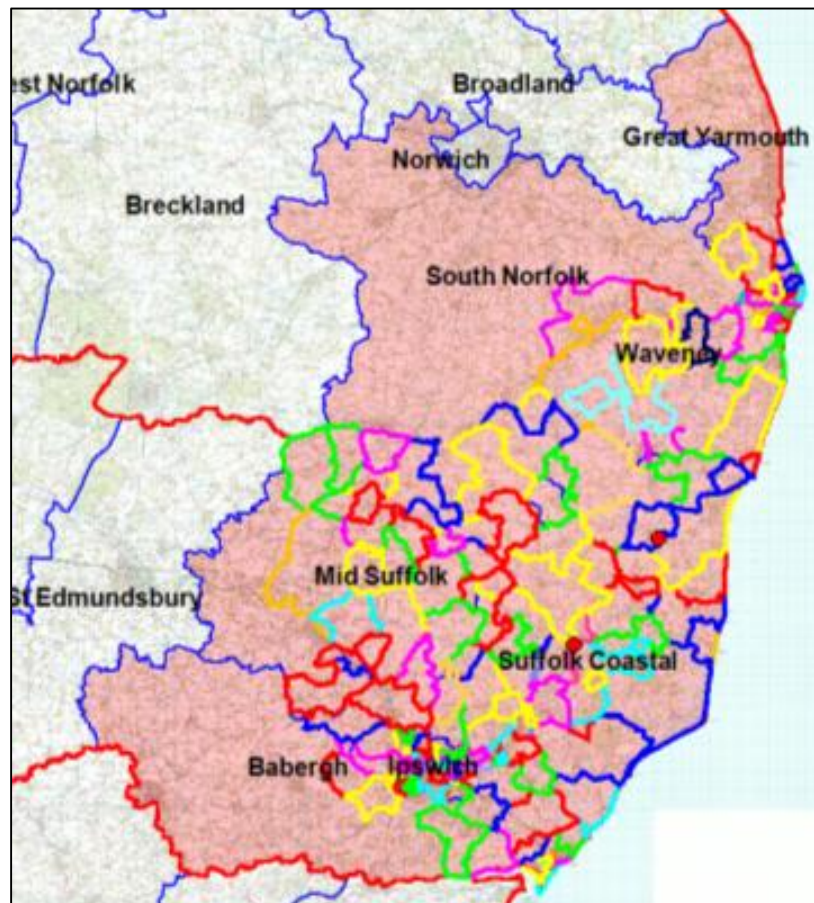 est Norfolk
Broadland
Great Yarmouth
Norwich
Breckland
South Norfolk
Waveney
Mid Suffolk
St Edmundsbury
Suffolk Coastal
Babergh
Ipswich